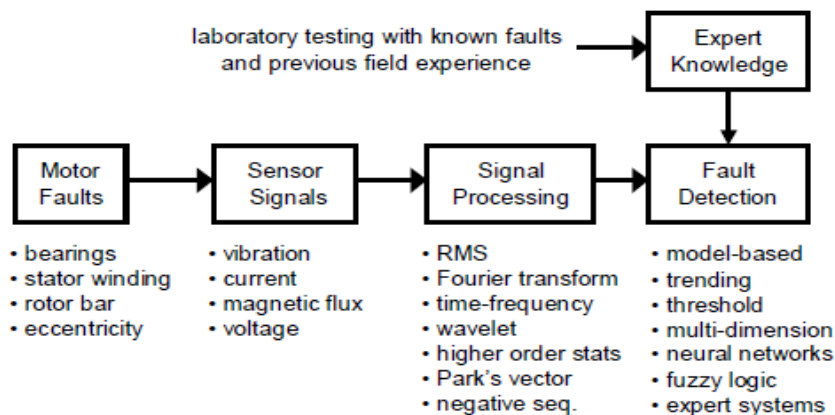 laboratory testing with known faults
and previous field experience
Expert
Knowledge
Motor
Faults
Sensor
Signals
Signal
Processing
Fault
Detection
• bearings
• stator winding
• rotor bar
• eccentricity
• vibration
• current
• magnetic flux
• voltage
• RMS
• Fourier transform
• time-frequency
• wavelet
• higher order stats
• Park's vector
• negative seq.
• model-based
• trending
• threshold
• multi-dimension
• neural networks
• fuzzy logic
• expert systems